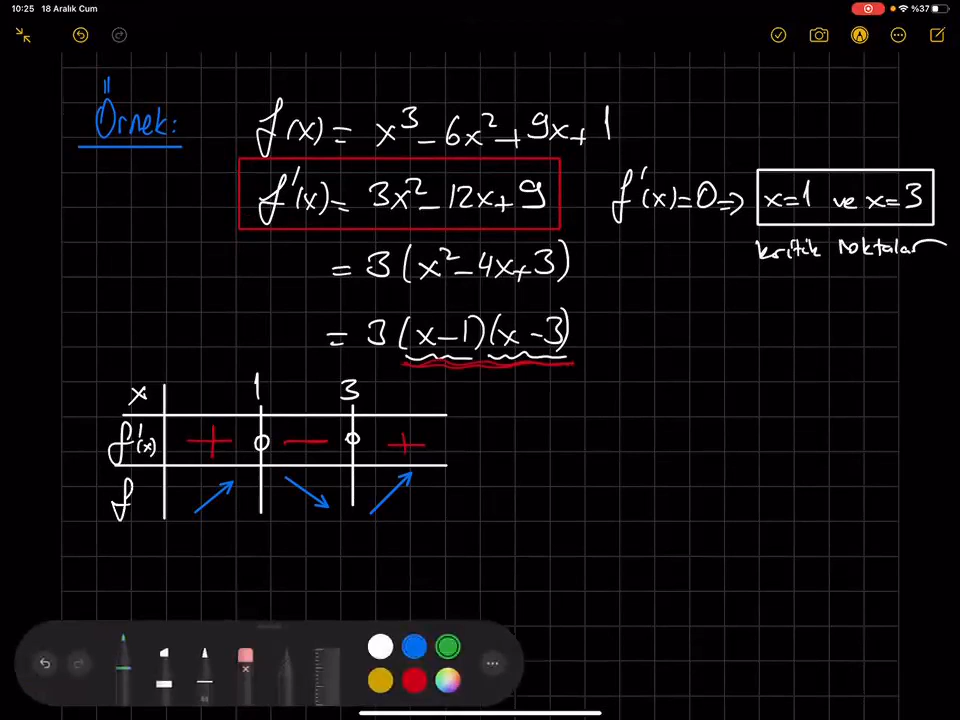 10:25 18 Aralık Cum %37
Örnek: f(x) = x³ - 6x² + 9x + 1
f'(x) = 3x² - 12x + 9 f'(x) = 0 => x=1 ve x=3
= 3(x² - 4x + 3) kritik noktalar
= 3(x-1)(x-3)
x 1 3
f'(x) + 0 - 0 +
f ↗ ↘ ↗